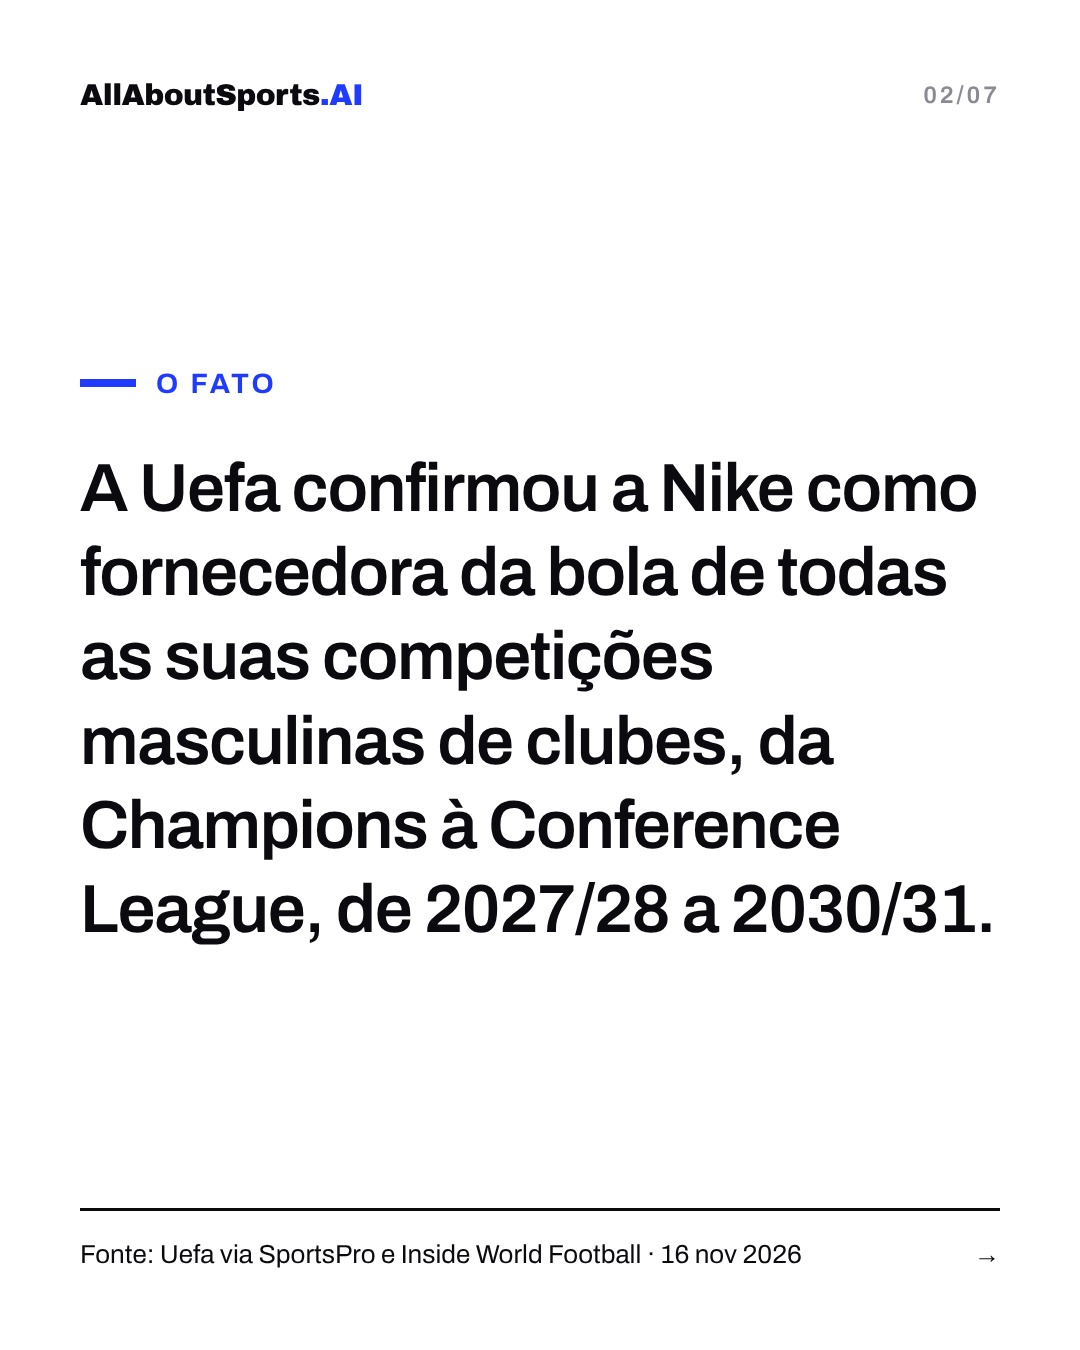 AllAboutSports.AI
02/07
O FATO
A Uefa confirmou a Nike como
fornecedora da bola de todas
as suas competições
masculinas de clubes, da
Champions à Conference
League, de 2027/28 a 2030/31.
Fonte: Uefa via SportsPro e Inside World Football · 16 nov 2026 →